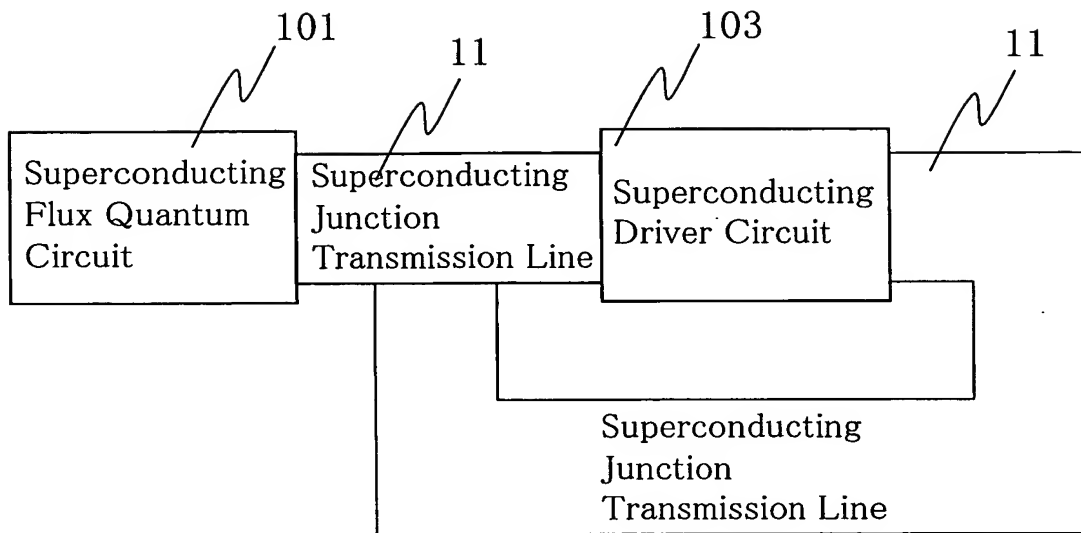 101
11
103
11
Superconducting
Flux Quantum
Circuit
Superconducting
Junction
Transmission Line
Superconducting
Driver Circuit
Superconducting
Junction
Transmission Line